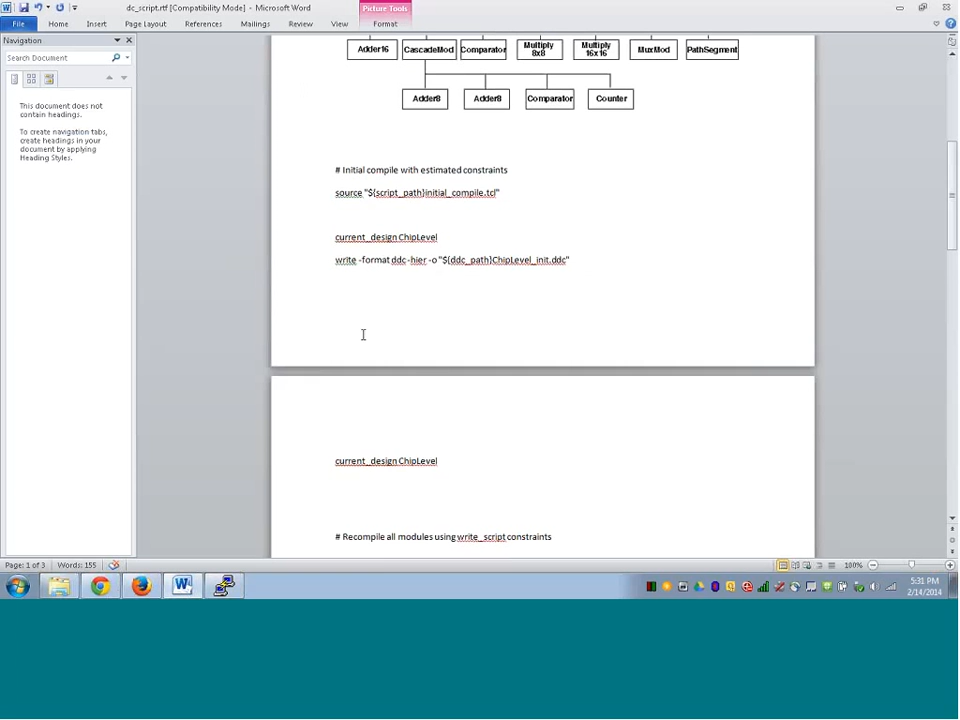 dc_script.rtf [Compatibility Mode] - Microsoft Word
Picture Tools
File Home Insert Page Layout References Mailings Review View Format
Navigation
Search Document
This document does not
contain headings.
To create navigation tabs,
create headings in your
document by applying
Heading Styles.
Adder16 CascadeMod Comparator Multiply 8x8 Multiply 16x16 MuxMod PathSegment
Adder8 Adder8 Comparator Counter
# Initial compile with estimated constraints
source "${script_path}initial_compile.tcl"
current_design ChipLevel
write -format ddc -hier -o "${ddc_path}ChipLevel_init.ddc"
current_design ChipLevel
# Recompile all modules using write_script constraints
Page: 1 of 3 Words: 155 100%
5:31 PM
2/14/2014